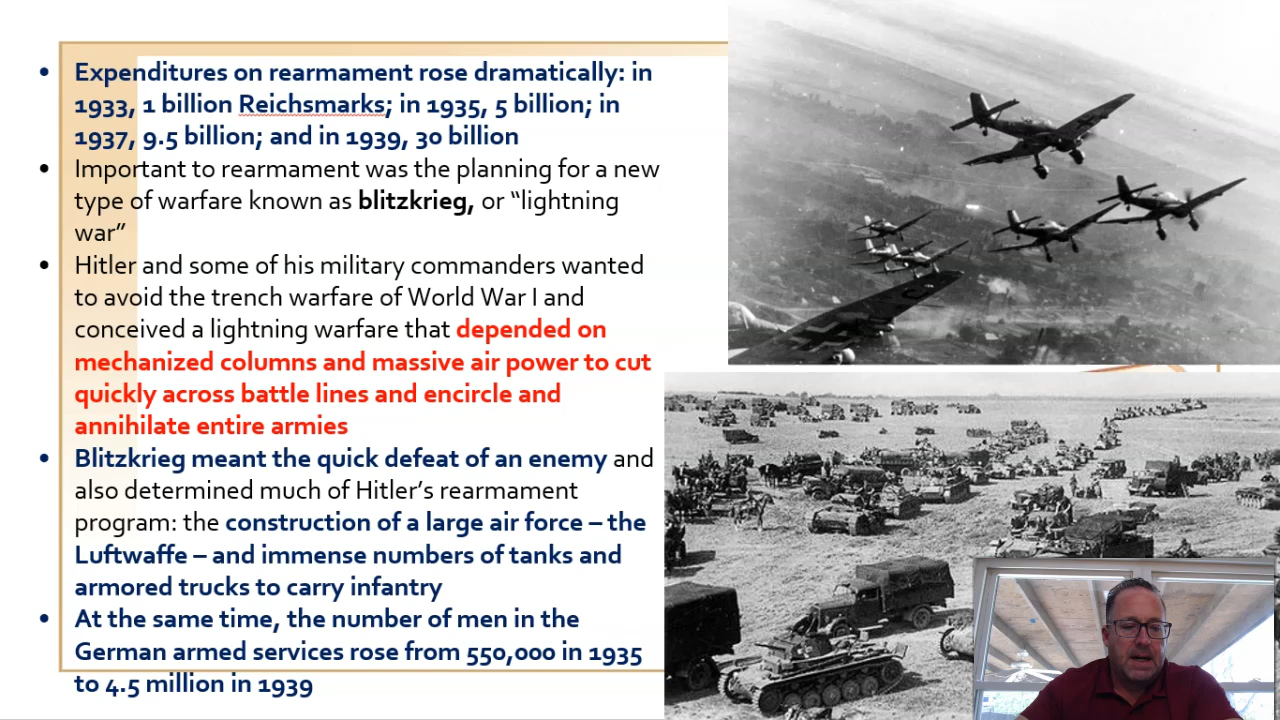 • Expenditures on rearmament rose dramatically: in
1933, 1 billion Reichsmarks; in 1935, 5 billion; in
1937, 9.5 billion; and in 1939, 30 billion
• Important to rearmament was the planning for a new
type of warfare known as blitzkrieg, or “lightning
war”
• Hitler and some of his military commanders wanted
to avoid the trench warfare of World War I and
conceived a lightning warfare that depended on
mechanized columns and massive air power to cut
quickly across battle lines and encircle and
annihilate entire armies
• Blitzkrieg meant the quick defeat of an enemy and
also determined much of Hitler’s rearmament
program: the construction of a large air force – the
Luftwaffe – and immense numbers of tanks and
armored trucks to carry infantry
• At the same time, the number of men in the
German armed services rose from 550,000 in 1935
to 4.5 million in 1939